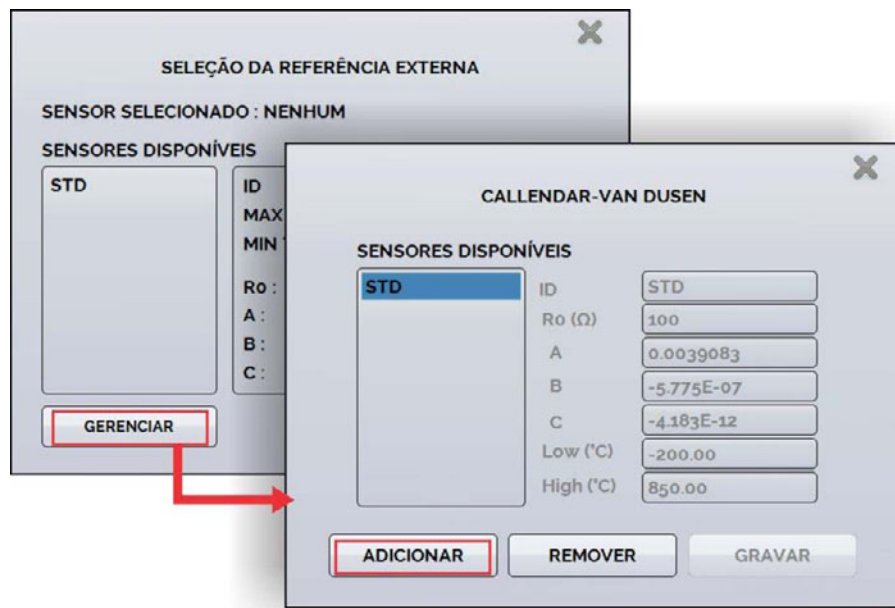 SELEÇÃO DA REFERÊNCIA EXTERNA
SENSOR SELECIONADO : NENHUM
SENSORES DISPONÍVEIS
STD
ID
MAX
MIN
Ro :
A :
B :
C :
GERENCIAR
CALLENDAR-VAN DUSEN
SENSORES DISPONÍVEIS
STD
ID STD
Ro (Ω) 100
A 0.0039083
B -5.775E-07
C -4.183E-12
Low (°C) -200.00
High (°C) 850.00
ADICIONAR REMOVER GRAVAR